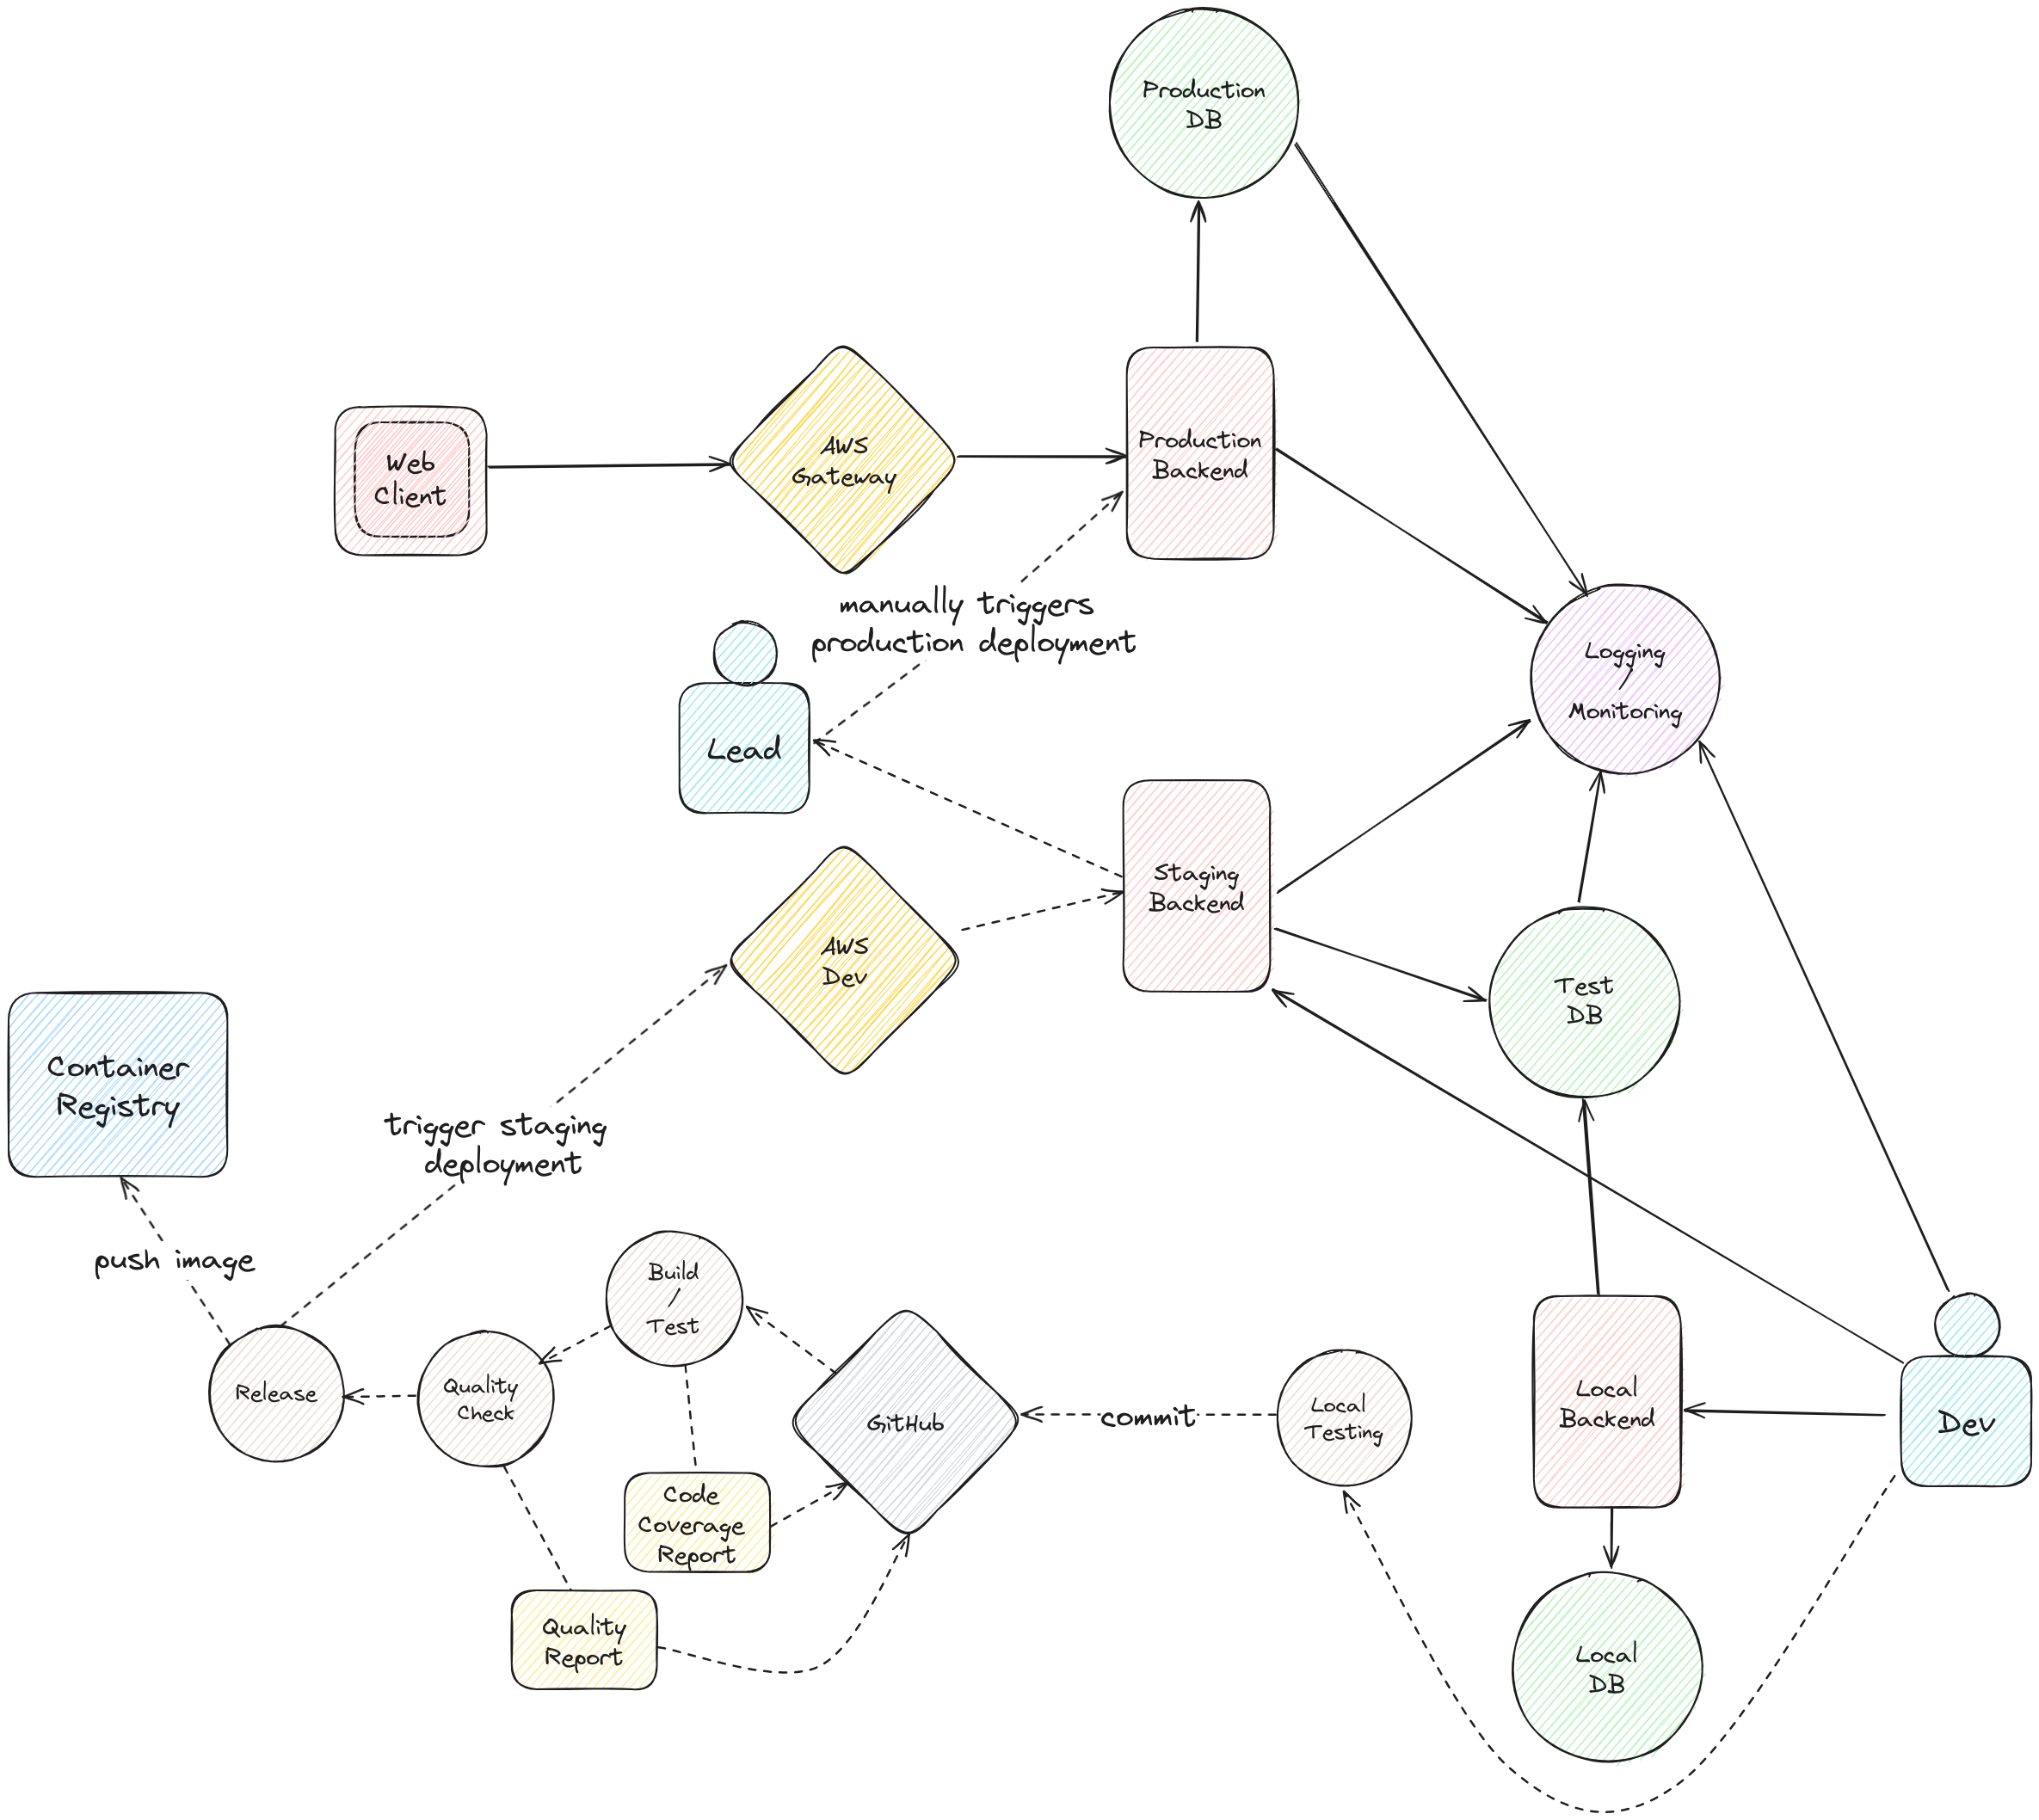 Production
DB
Web
Client
AWS
Gateway
Production
Backend
manually triggers
production deployment
Lead
Logging
/
Monitoring
Staging
Backend
AWS
Dev
Test
DB
Container
Registry
trigger staging
deployment
push image
Build
/
Test
Release
Quality
Check
GitHub
commit
Local
Testing
Local
Backend
Dev
Code
Coverage
Report
Quality
Report
Local
DB